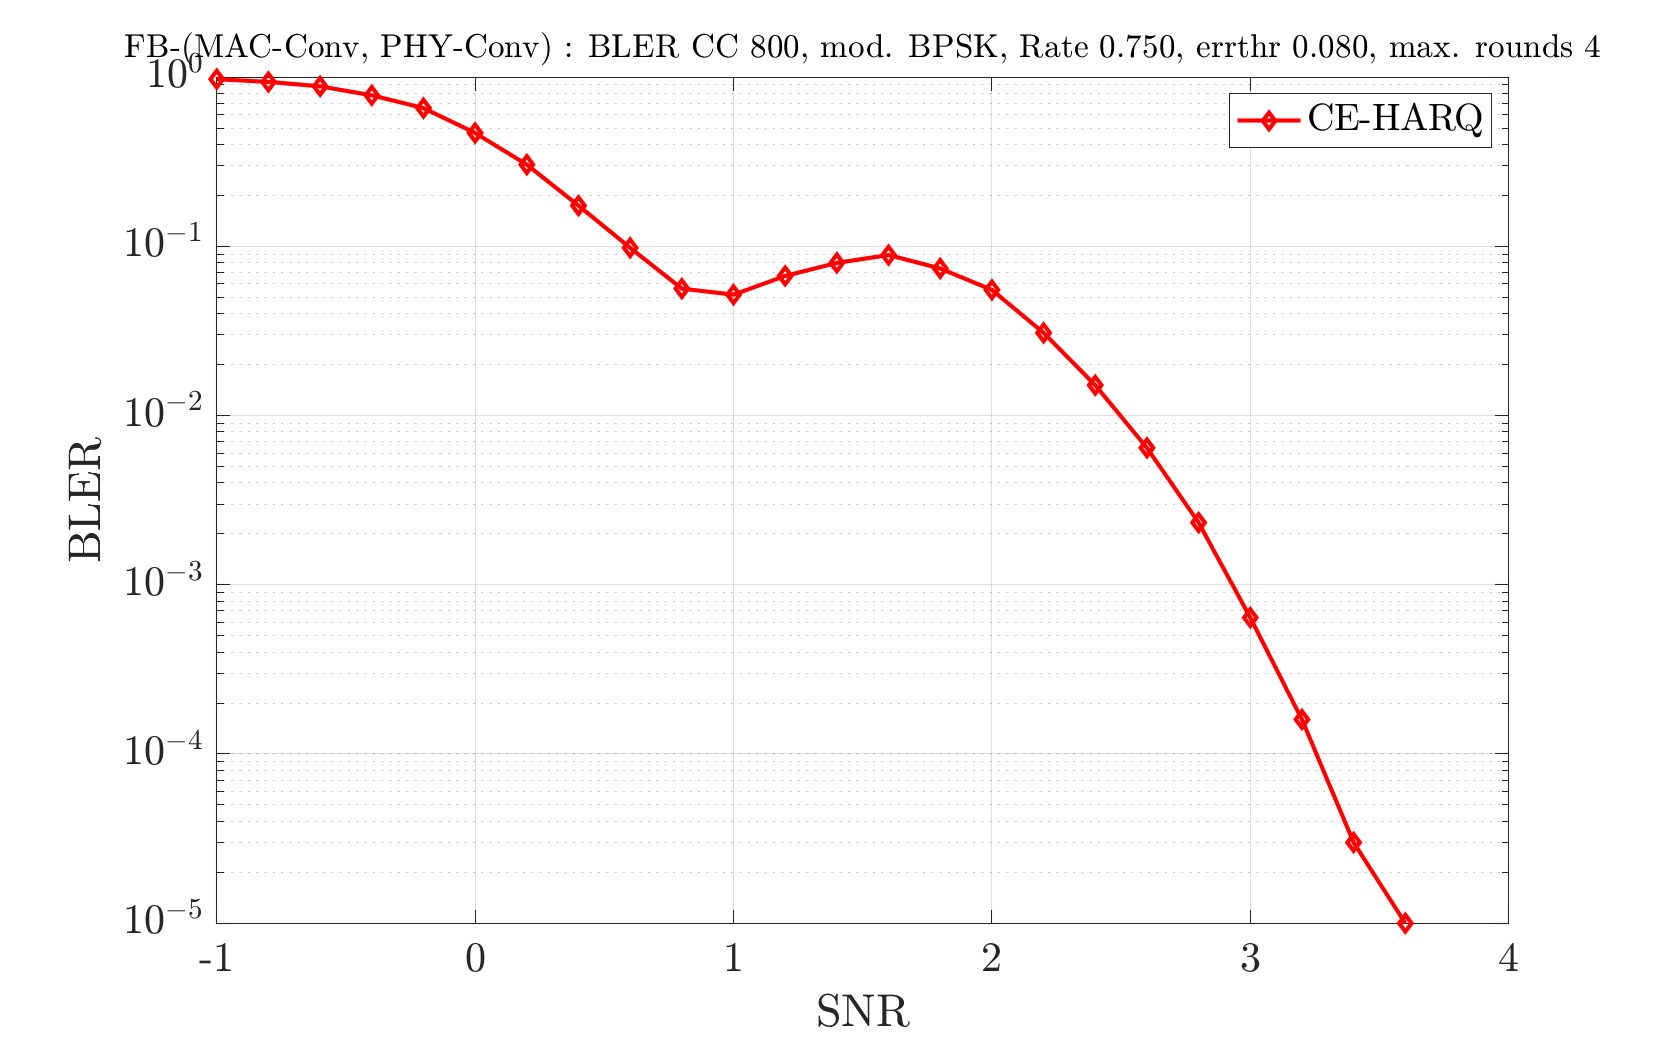 FB-(MAC-Conv, PHY-Conv) : BLER CC 800, mod. BPSK, Rate 0.750, errthr 0.080, max. rounds 4
CE-HARQ
10^0
10^-1
10^-2
10^-3
10^-4
10^-5
BLER
-1 0 1 2 3 4
SNR